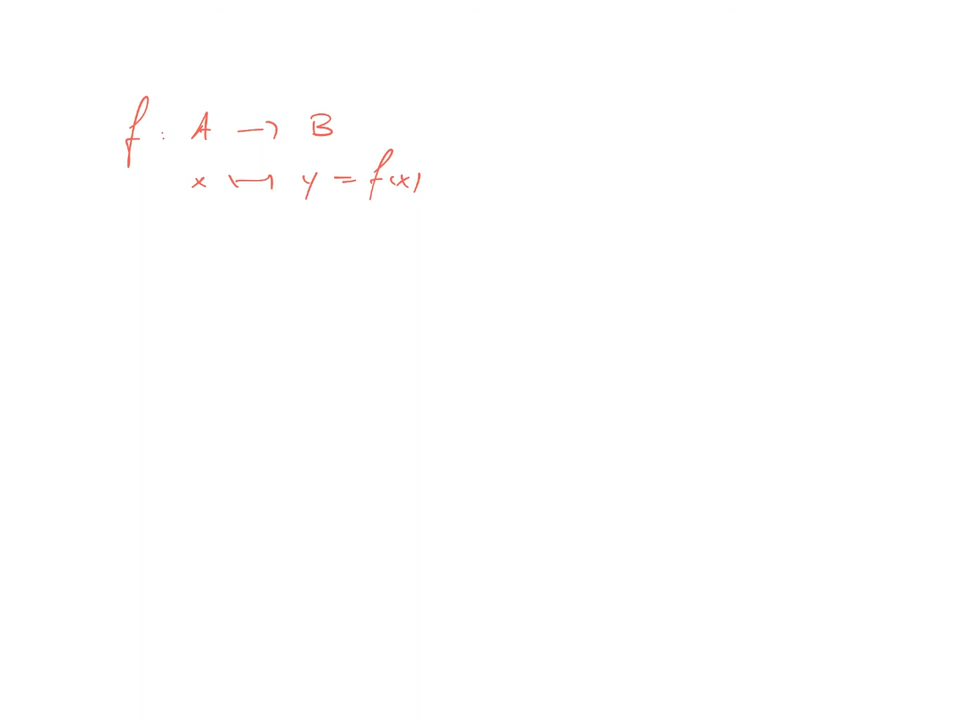 f : A → B
x ↦ y = f(x)